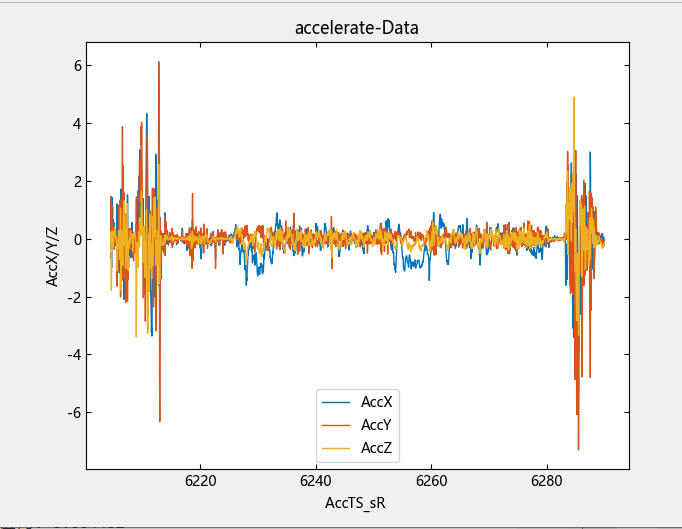 accelerate-Data
6
4
2
0
-2
-4
-6
AccX/Y/Z
AccX
AccY
AccZ
6220 6240 6260 6280
AccTS_sR